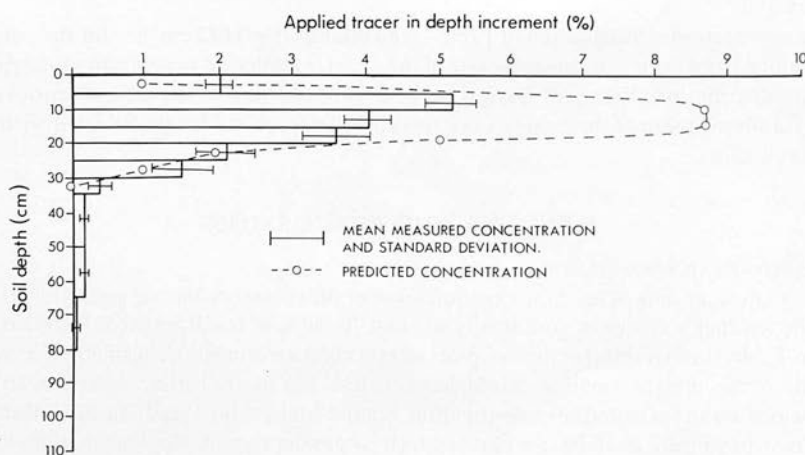 Applied tracer in depth increment (%)
0 1 2 3 4 5 6 7 8 9 10
0
10
20
30
40
50
60
70
80
90
100
110
Soil depth (cm)
MEAN MEASURED CONCENTRATION
AND STANDARD DEVIATION.
PREDICTED CONCENTRATION